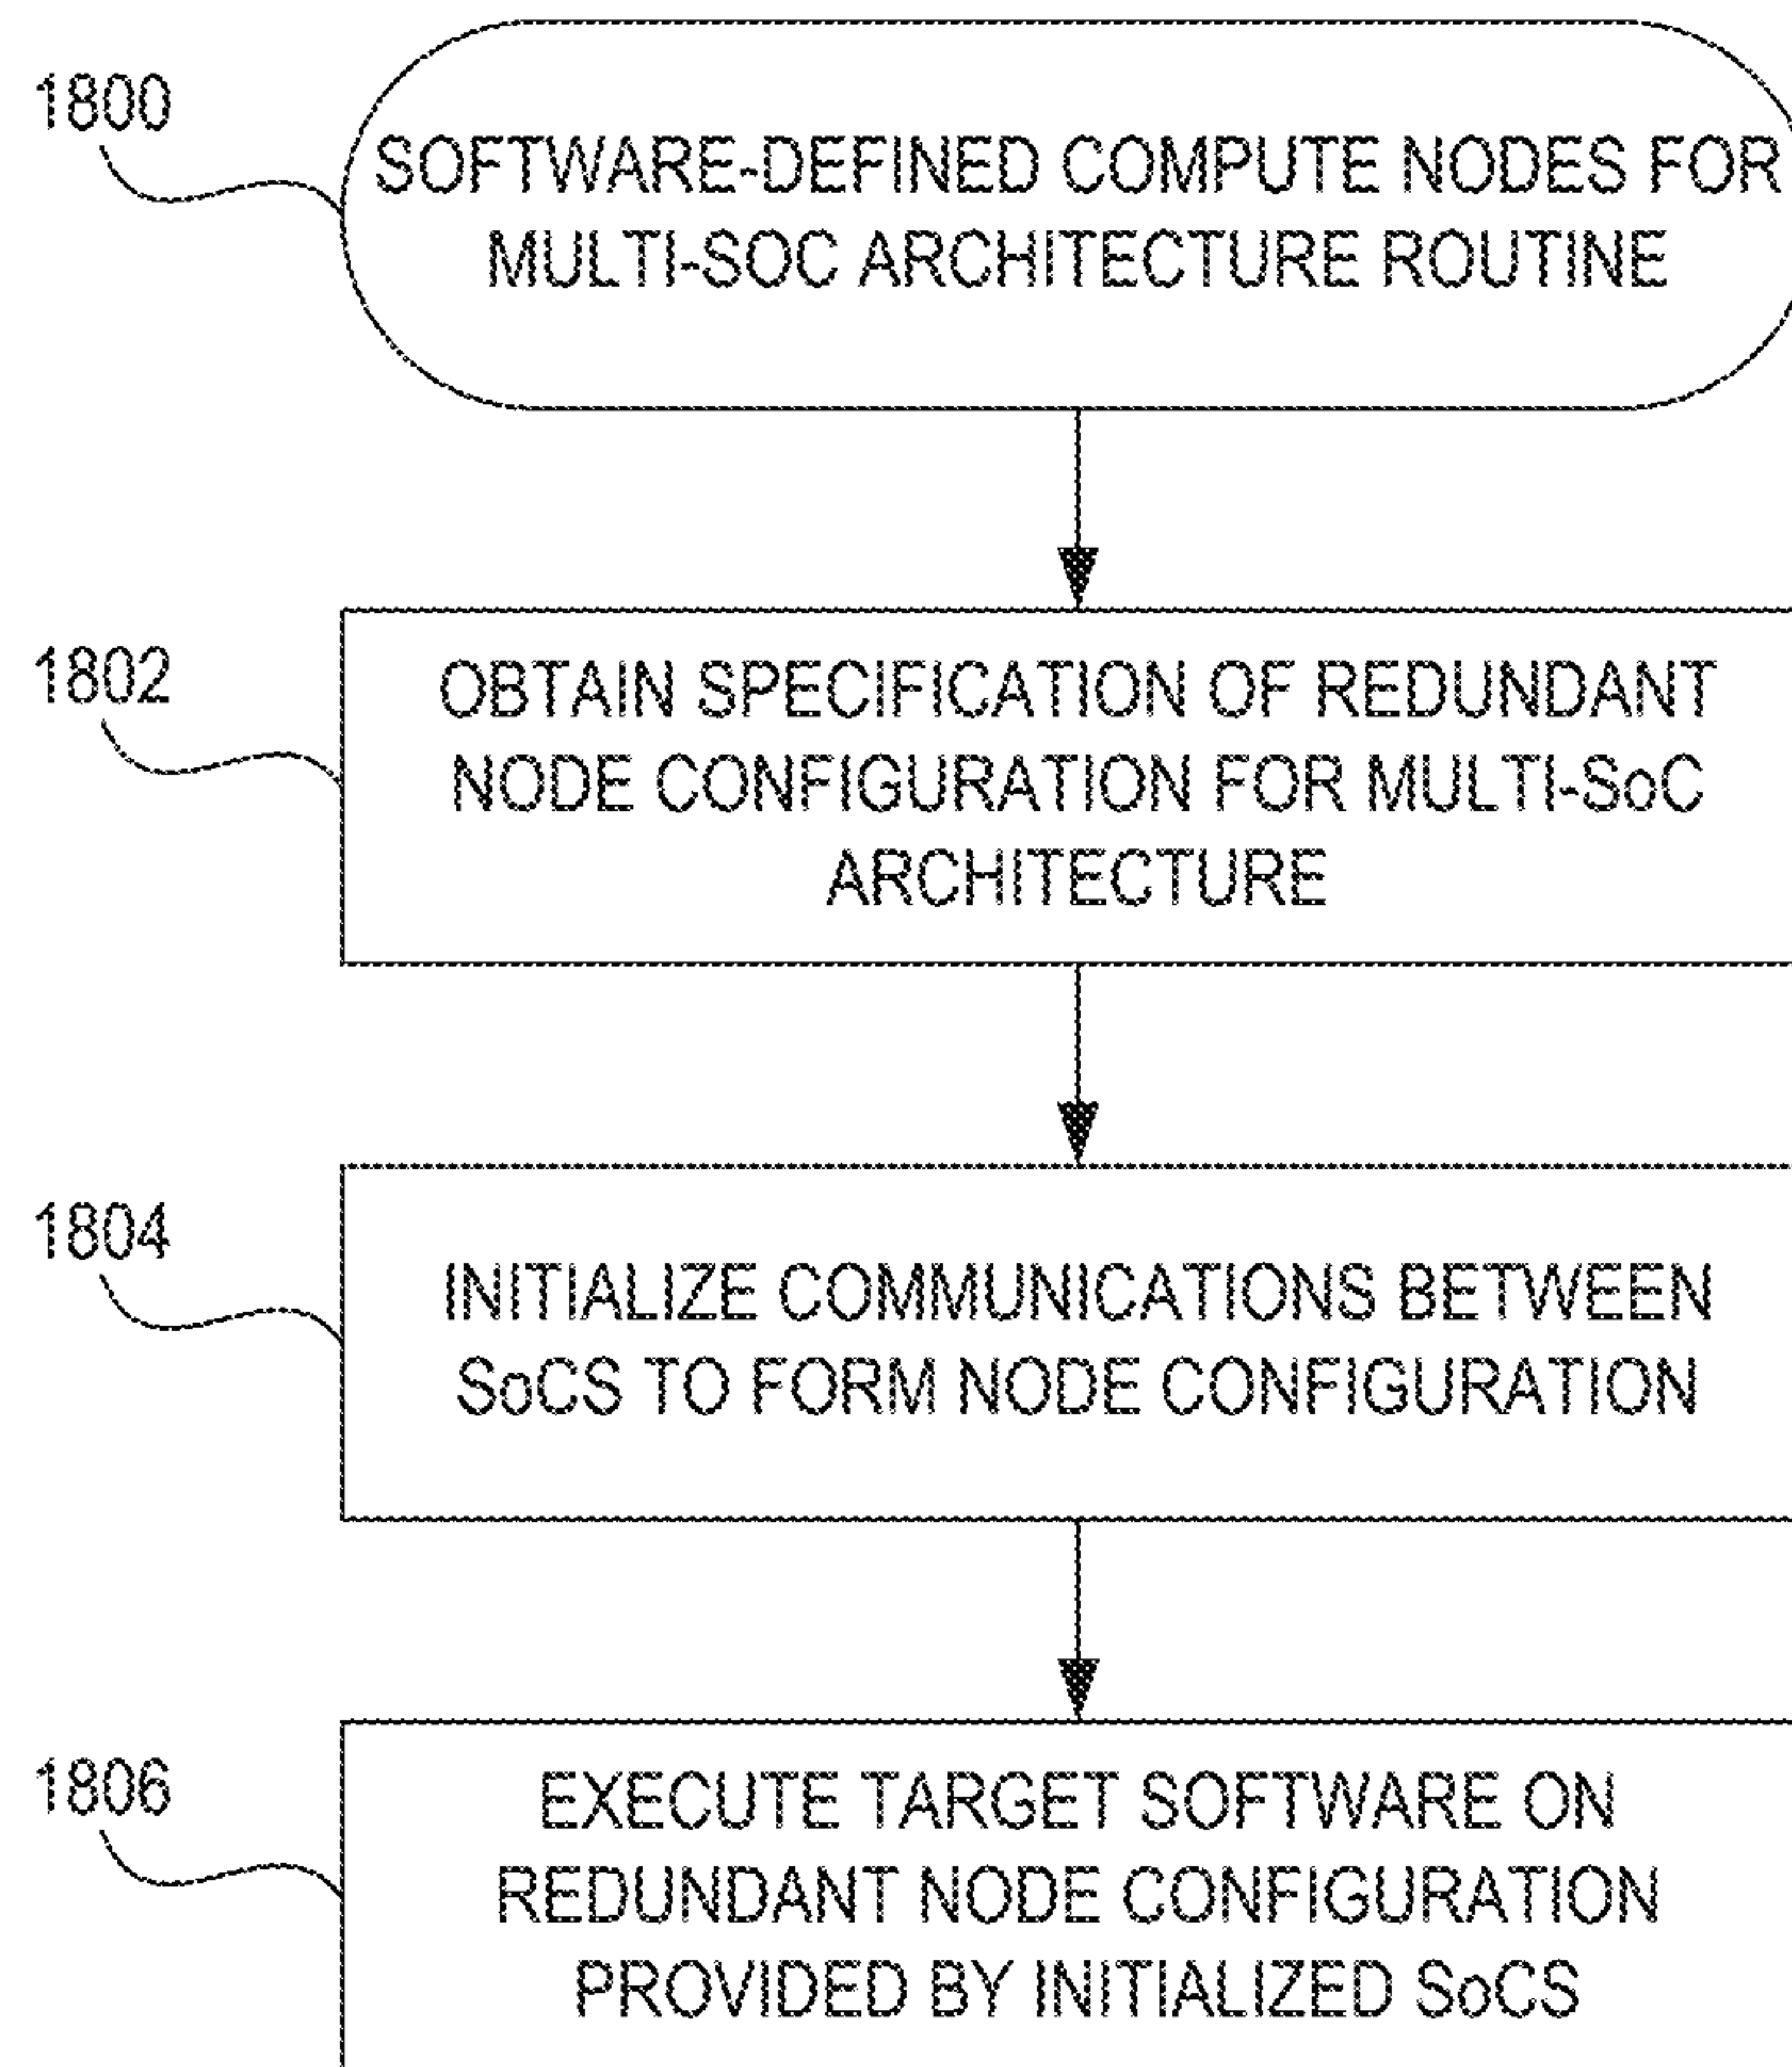 1800
SOFTWARE-DEFINED COMPUTE NODES FOR
MULTI-SOC ARCHITECTURE ROUTINE
1802
OBTAIN SPECIFICATION OF REDUNDANT
NODE CONFIGURATION FOR MULTI-SoC
ARCHITECTURE
1804
INITIALIZE COMMUNICATIONS BETWEEN
SoCS TO FORM NODE CONFIGURATION
1806
EXECUTE TARGET SOFTWARE ON
REDUNDANT NODE CONFIGURATION
PROVIDED BY INITIALIZED SoCS